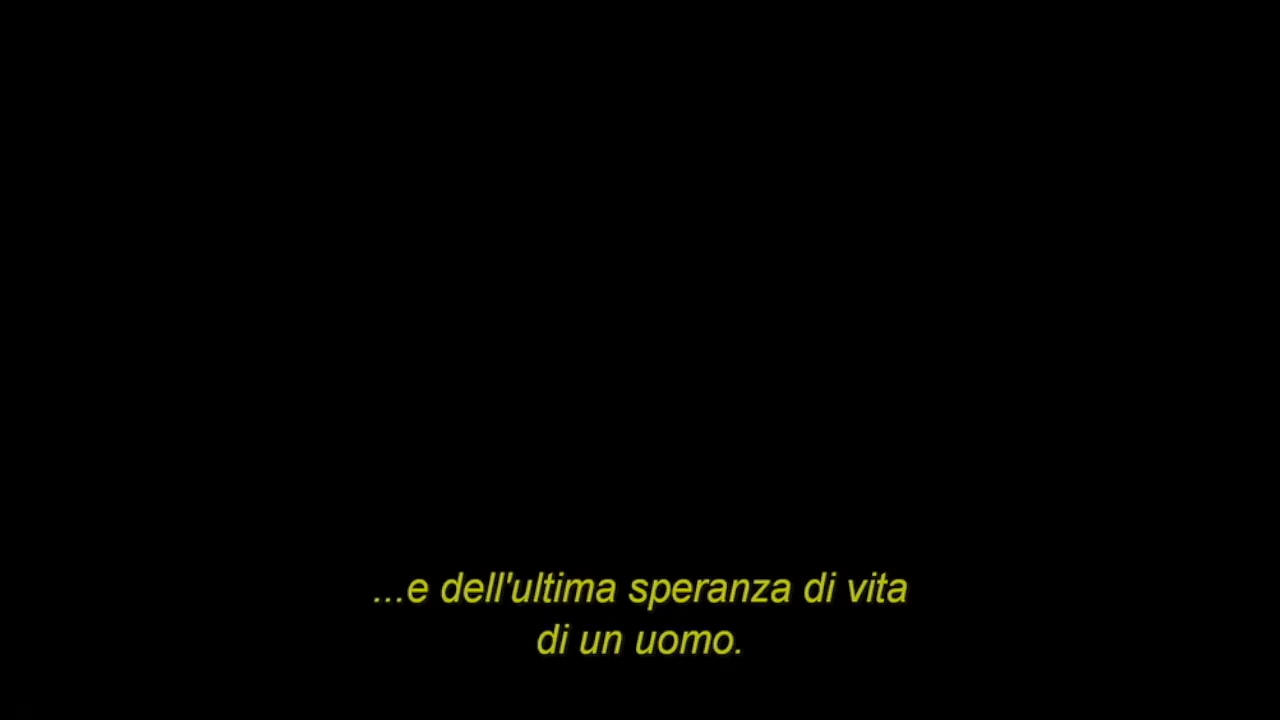 ...e dell'ultima speranza di vita
di un uomo.